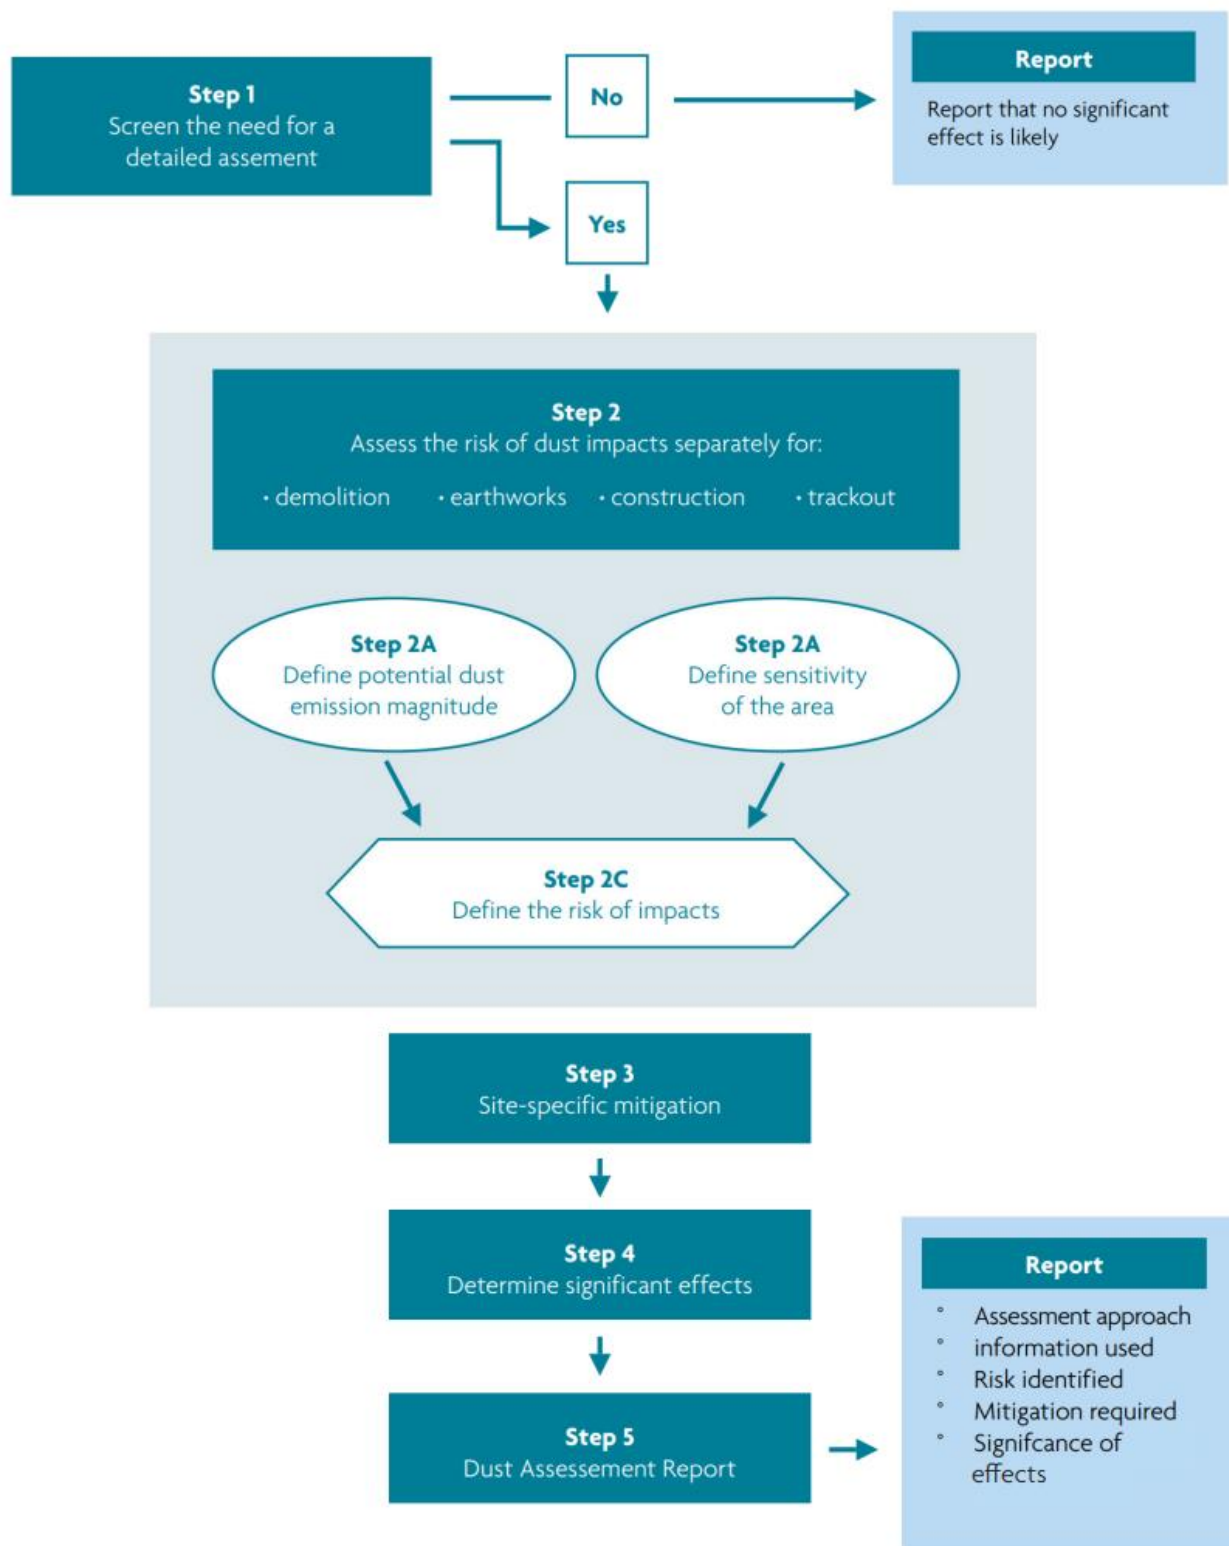 Step 1
Screen the need for a
detailed assement
No
Report
Report that no significant
effect is likely
Yes
Step 2
Assess the risk of dust impacts separately for:
· demolition · earthworks · construction · trackout
Step 2A
Define potential dust
emission magnitude
Step 2A
Define sensitivity
of the area
Step 2C
Define the risk of impacts
Step 3
Site-specific mitigation
Step 4
Determine significant effects
Step 5
Dust Assessement Report
Report
° Assessment approach
° information used
° Risk identified
° Mitigation required
° Signifcance of
effects